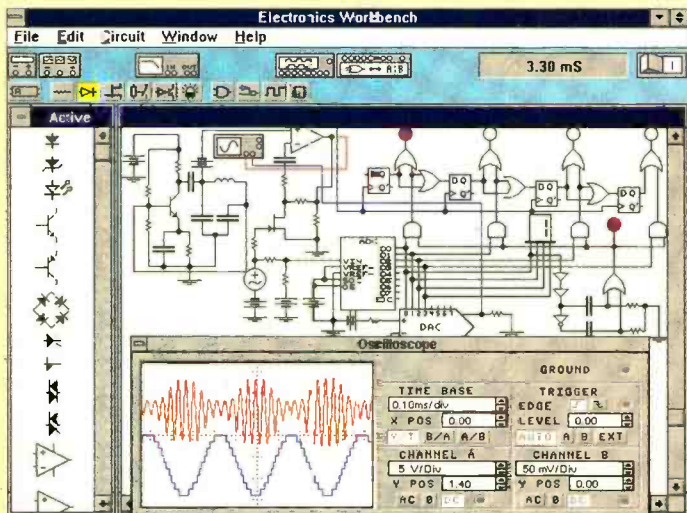 Electronics Workbench
File Edit Circuit Window Help
IN OUT
A:B
3.30 mS
Active
DAC
Oscilloscope
GROUND
TIME BASE
TRIGGER
0.10ms/div
EDGE
X POS 0.00
LEVEL 0.00
Y T B/A A/B
AUTO A B EXT
CHANNEL A
CHANNEL B
5 V/Div
50 mV/Div
Y POS 1.40
Y POS 0.00
AC 0 DC
AC 0 DC